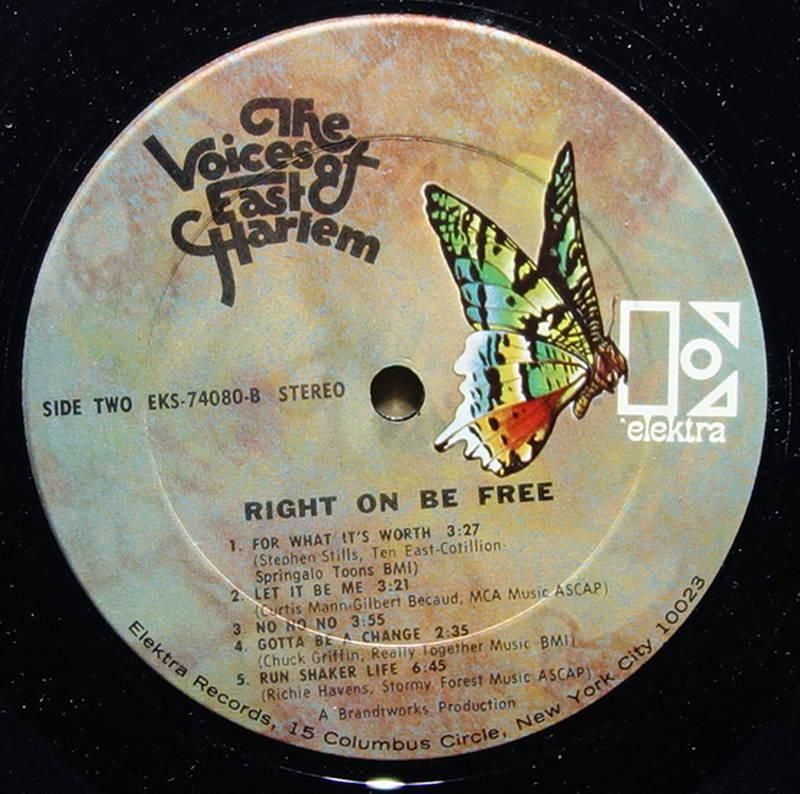 The
Voices of
East
Harlem
SIDE TWO EKS-74080-B STEREO
elektra
RIGHT ON BE FREE
1. FOR WHAT IT'S WORTH 3:27
(Stephen Stills, Ten East-Cotillion-
Springalo Toons BMI)
2. LET IT BE ME 3:21
(Curtis Mann-Gilbert Becaud, MCA Music ASCAP)
3 NO NO NO 3:55
4. GOTTA BE A CHANGE 2:35
(Chuck Griffin, Really Together Music BMI)
5. RUN SHAKER LIFE 6:45
(Richie Havens, Stormy Forest Music ASCAP)
A Brandtworks Production
Elektra Records, 15 Columbus Circle, New York City 10023